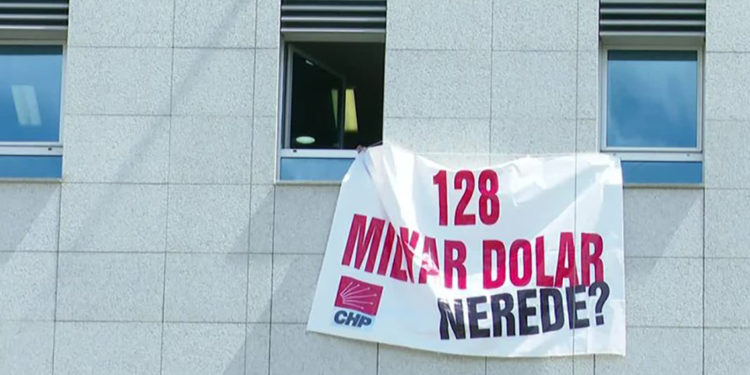 128
MİLYAR DOLAR
NEREDE?
CHP